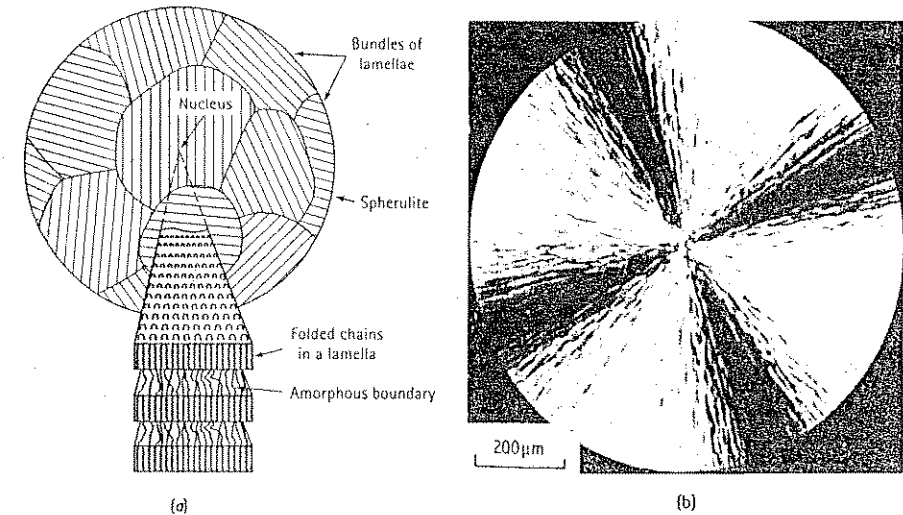 Bundles of
lamellae
Nucleus
Spherulite
Folded chains
in a lamella
Amorphous boundary
200µm
(a)
(b)